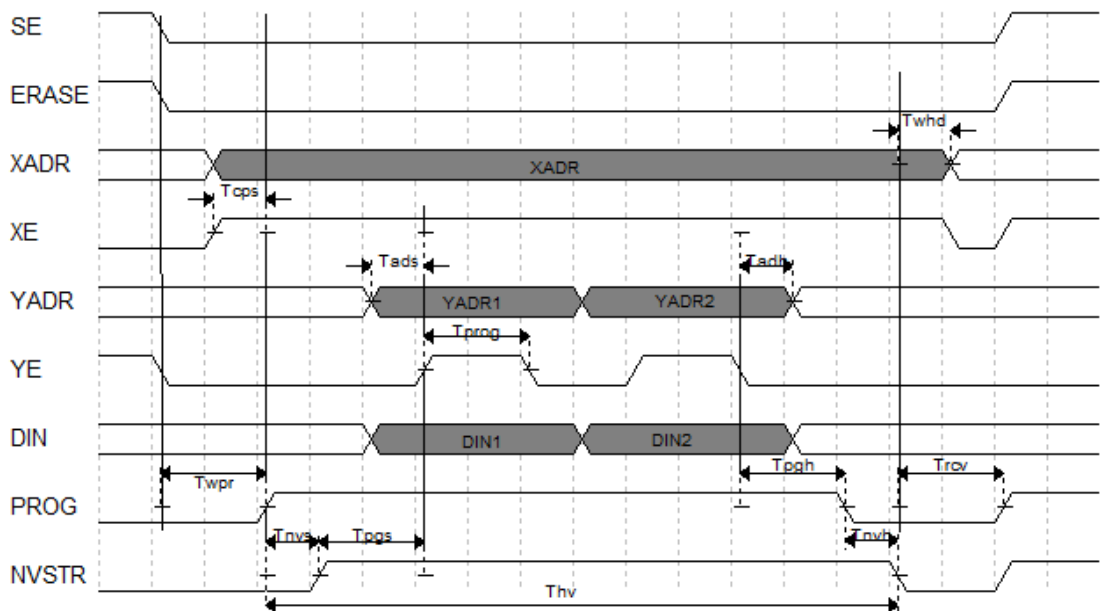 SE
ERASE
Twhd
XADR
XADR
Tcps
XE
Tads
Tadh
YADR
YADR1
YADR2
Tprog
YE
DIN
DIN1
DIN2
Tpgh
Trcv
Twpr
PROG
Tnvs
Tpgs
Tnvh
NVSTR
Thv